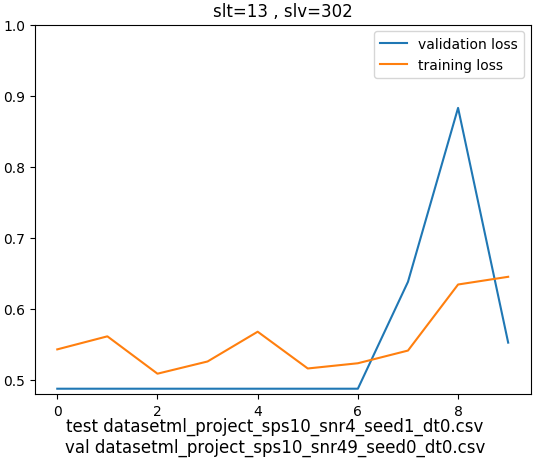 slt=13 , slv=302
validation loss
training loss
1.0
0.9
0.8
0.7
0.6
0.5
0 2 4 6 8
test datasetml_project_sps10_snr4_seed1_dt0.csv
val datasetml_project_sps10_snr49_seed0_dt0.csv